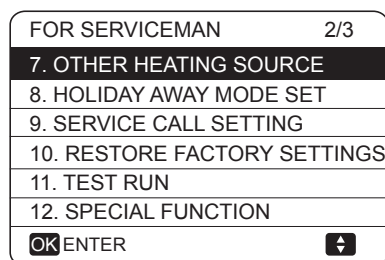 FOR SERVICEMAN 2/3
7. OTHER HEATING SOURCE
8. HOLIDAY AWAY MODE SET
9. SERVICE CALL SETTING
10. RESTORE FACTORY SETTINGS
11. TEST RUN
12. SPECIAL FUNCTION
OK ENTER